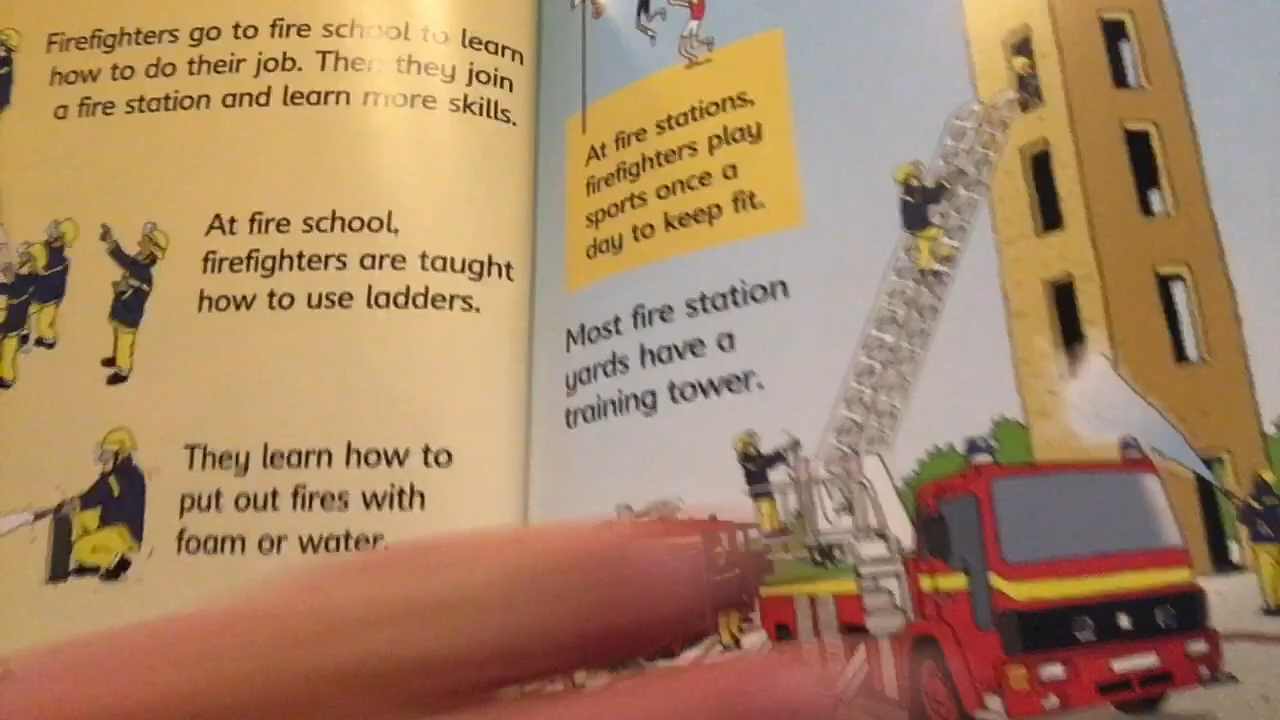 Firefighters go to fire school to learn
how to do their job. Then they join
a fire station and learn more skills.
At fire school,
firefighters are taught
how to use ladders.
They learn how to
put out fires with
foam or water.
At fire stations,
firefighters play
sports once a
day to keep fit.
Most fire station
yards have a
training tower.